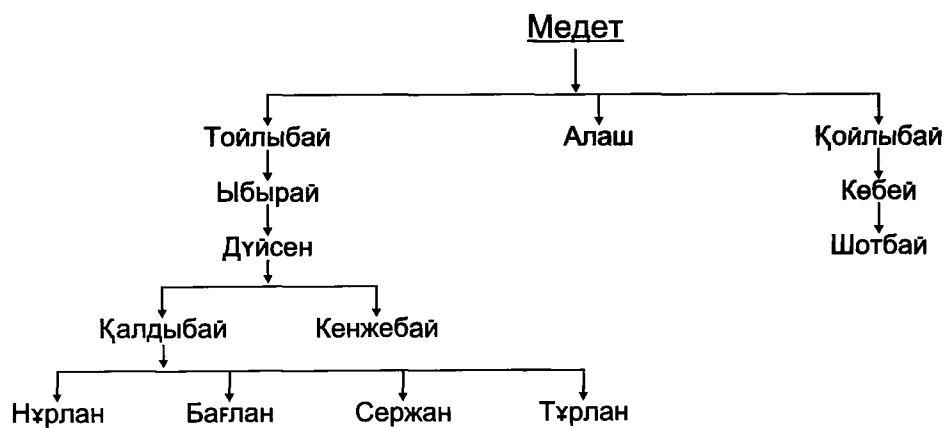 Медет
Тойлыбай Алаш Қойлыбай
Ыбырай Көбей
Дүйсен Шотбай
Қалдыбай Кенжебай
Нұрлан Бағлан Сержан Тұрлан